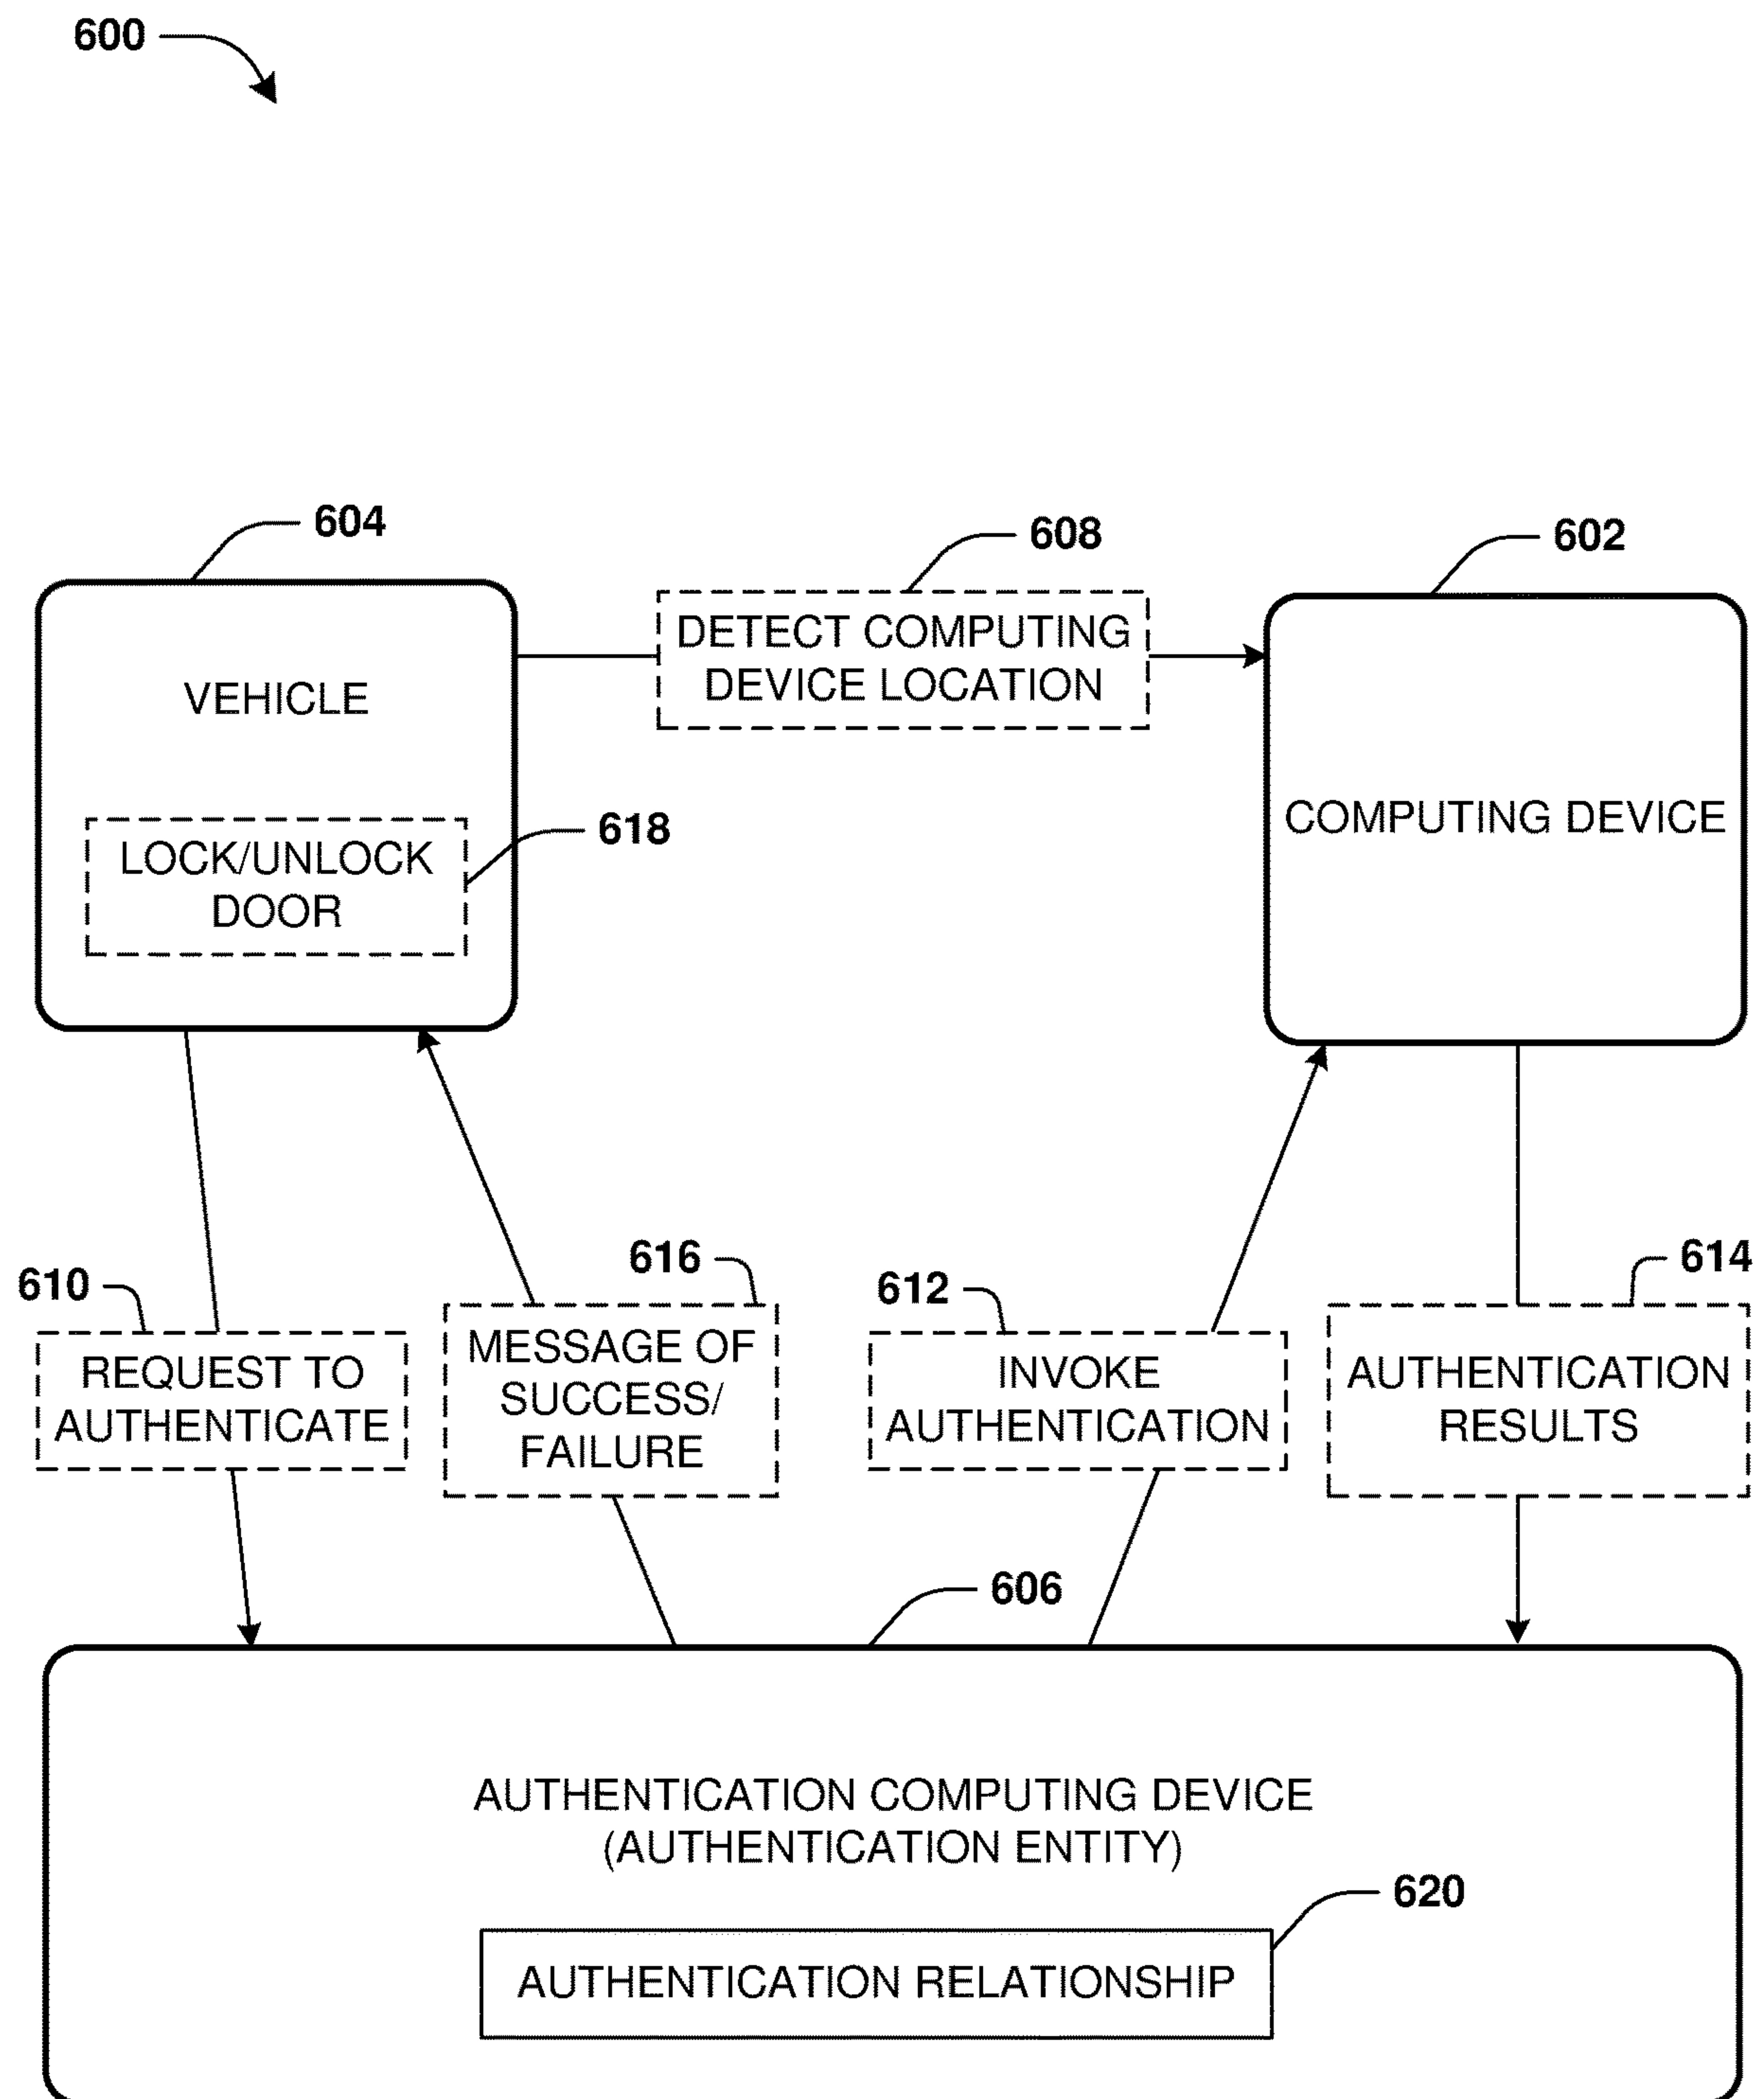 600
604
608
602
VEHICLE
DETECT COMPUTING
DEVICE LOCATION
COMPUTING DEVICE
LOCK/UNLOCK
DOOR
618
610
REQUEST TO
AUTHENTICATE
616
MESSAGE OF
SUCCESS/
FAILURE
612
INVOKE
AUTHENTICATION
614
AUTHENTICATION
RESULTS
606
AUTHENTICATION COMPUTING DEVICE
(AUTHENTICATION ENTITY)
620
AUTHENTICATION RELATIONSHIP